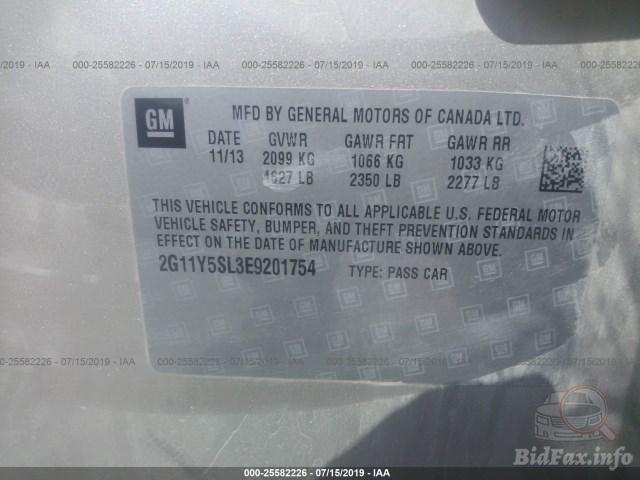 000-25582226 - 07/15/2019 - IAA
GM
MFD BY GENERAL MOTORS OF CANADA LTD.
DATE GVWR GAWR FRT GAWR RR
11/13 2099 KG 1066 KG 1033 KG
4627 LB 2350 LB 2277 LB
THIS VEHICLE CONFORMS TO ALL APPLICABLE U.S. FEDERAL MOTOR
VEHICLE SAFETY, BUMPER, AND THEFT PREVENTION STANDARDS IN
EFFECT ON THE DATE OF MANUFACTURE SHOWN ABOVE.
2G11Y5SL3E9201754 TYPE: PASS CAR
000-25582226 - 07/15/2019 - IAA
000-25582226 - 07/15/2019 - IAA
BidFax.info